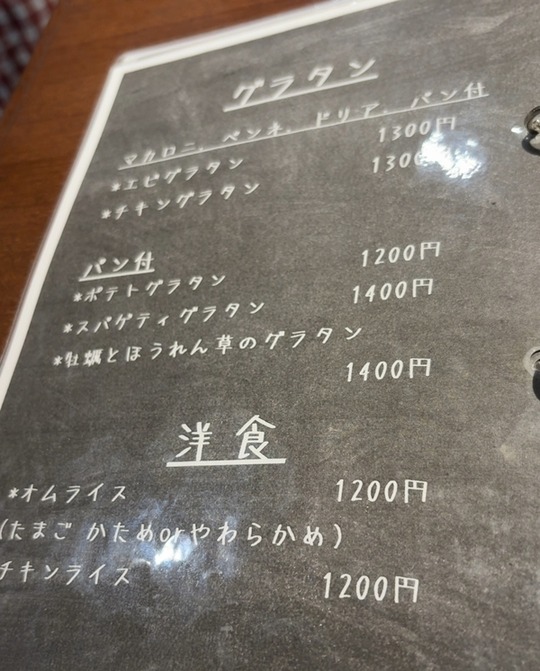 グラタン
マカロニ、ペンネ、ドリア、パン付
*エビグラタン 1300円
*チキングラタン 1300
パン付
*ポテトグラタン 1200円
*スパゲティグラタン 1400円
*牡蠣とほうれん草のグラタン
1400円
洋食
*オムライス 1200円
(たまご かためorやわらかめ)
チキンライス 1200円